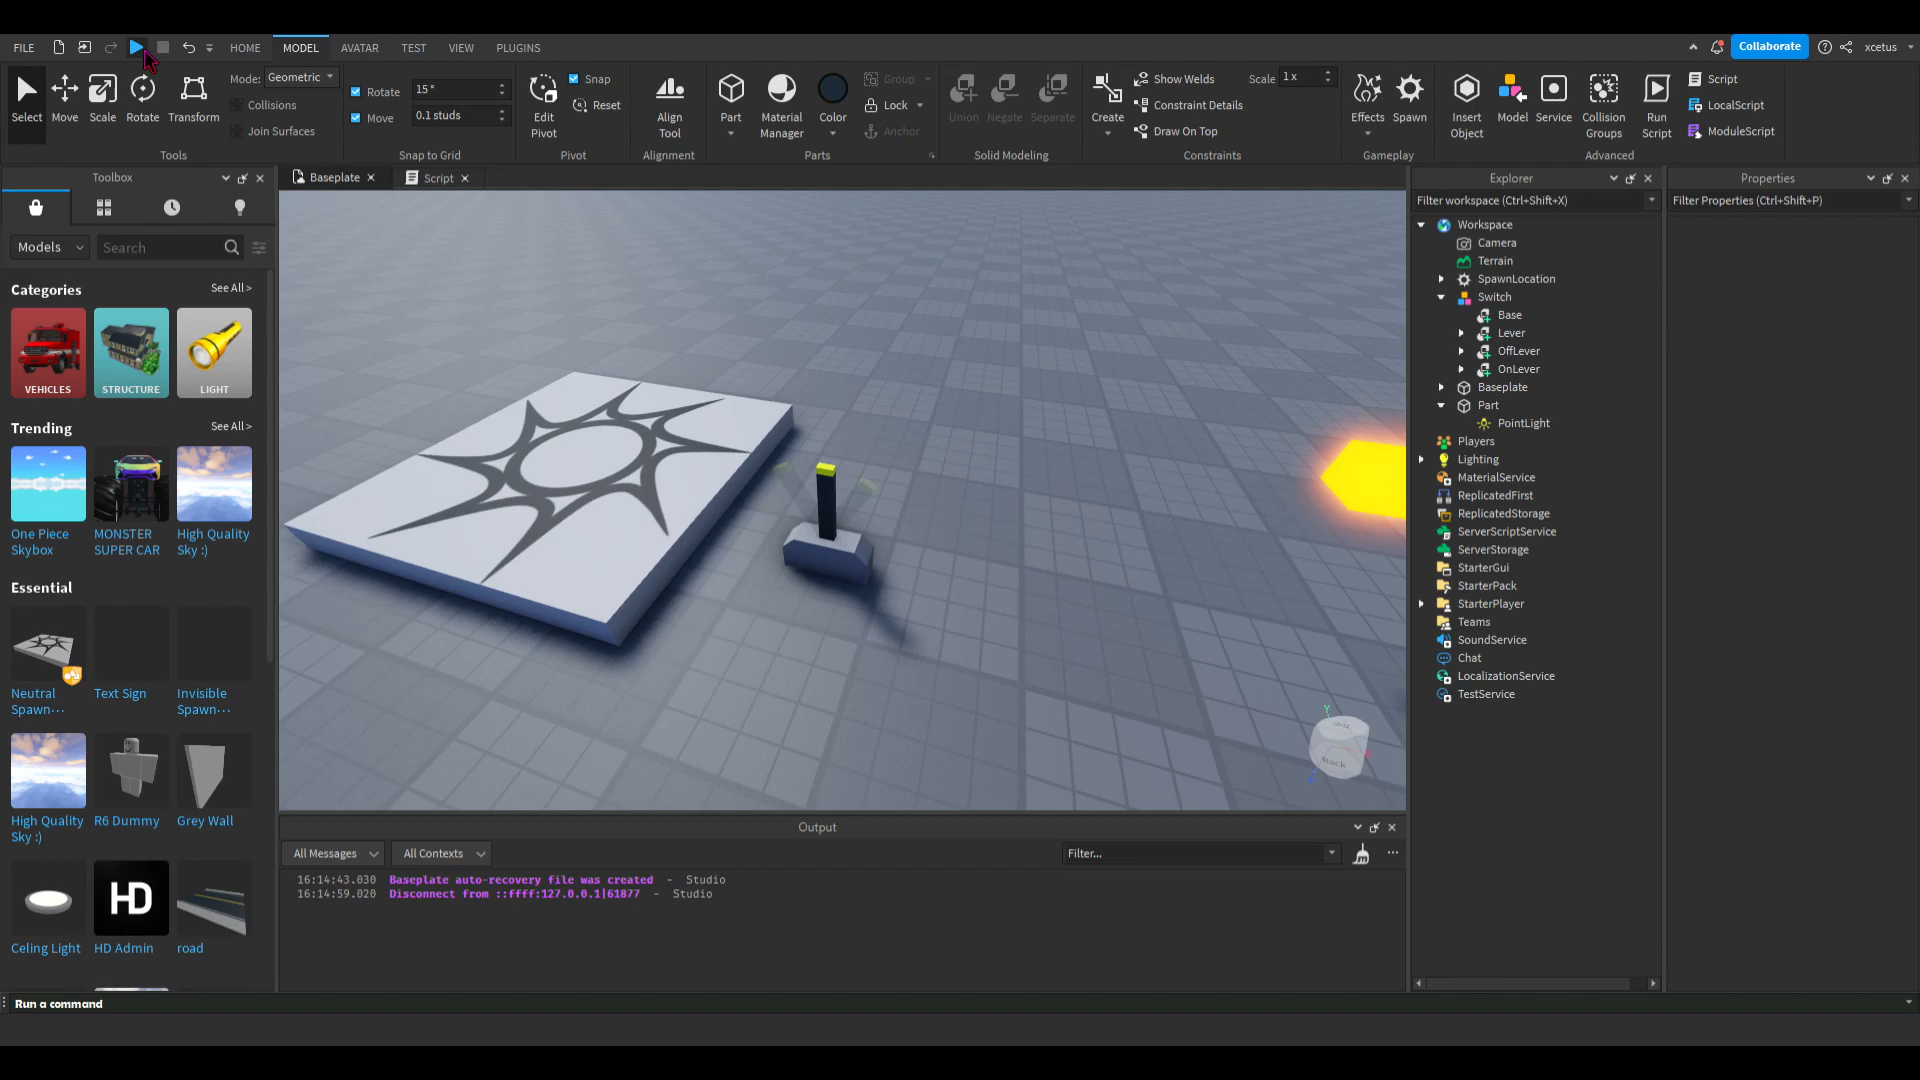 FILE
HOME
MODEL
AVATAR
TEST
VIEW
PLUGINS
Collaborate
xcetus
Select
Move
Scale
Rotate
Transform
Mode:
Geometric
Collisions
Join Surfaces
Tools
Rotate
15 °
Move
0.1 studs
Snap to Grid
Edit
Pivot
Snap
Reset
Pivot
Align
Tool
Alignment
Part
Material
Manager
Color
Group
Lock
Anchor
Parts
Union
Negate
Separate
Solid Modeling
Create
Show Welds
Constraint Details
Draw On Top
Scale
1 x
Constraints
Effects
Spawn
Gameplay
Insert
Object
Model
Service
Collision
Groups
Run
Script
Script
LocalScript
ModuleScript
Advanced
Toolbox
Models
Search
Categories
See All >
VEHICLES
STRUCTURE
LIGHT
Trending
See All >
One Piece
Skybox
MONSTER
SUPER CAR
High Quality
Sky :)
Essential
Neutral
Spawn···
Text Sign
Invisible
Spawn···
High Quality
Sky :)
R6 Dummy
Grey Wall
HD
Celing Light
HD Admin
road
Baseplate
Script
Back
Y
Output
All Messages
All Contexts
Filter...
16:14:43.030 Baseplate auto-recovery file was created - Studio
16:14:59.020 Disconnect from ::ffff:127.0.0.1|61877 - Studio
Explorer
Filter workspace (Ctrl+Shift+X)
Workspace
Camera
Terrain
SpawnLocation
Switch
Base
Lever
OffLever
OnLever
Baseplate
Part
PointLight
Players
Lighting
MaterialService
ReplicatedFirst
ReplicatedStorage
ServerScriptService
ServerStorage
StarterGui
StarterPack
StarterPlayer
Teams
SoundService
Chat
LocalizationService
TestService
Properties
Filter Properties (Ctrl+Shift+P)
Run a command